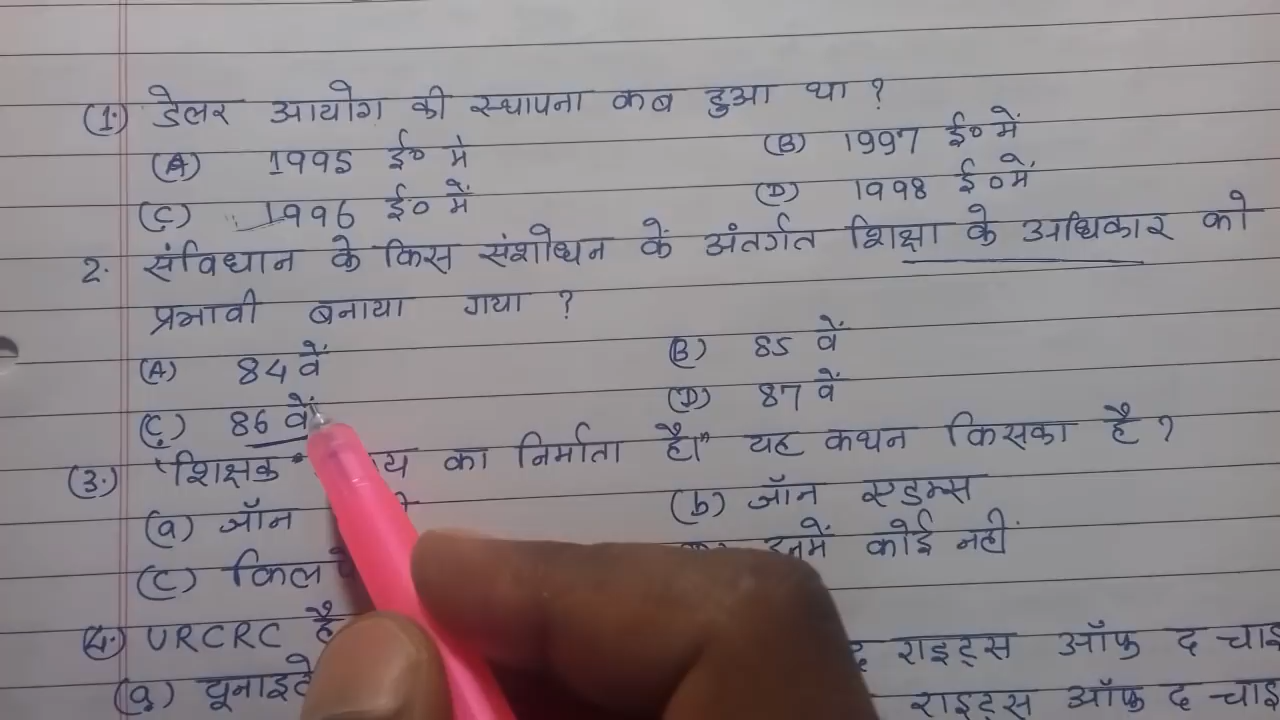 (1.) डेलर आयोग की स्थापना कब हुआ था ?
(A) 1995 ई० मे (B) 1997 ई० में
(C) 1996 ई० में (D) 1998 ई०में
2. संविधान के किस संशोधन के अंतर्गत शिक्षा के अधिकार को
प्रभावी बनाया गया ?
(A) 84 वें (B) 85 वें
(C) 86 वें (D) 87 वें
(3.) "शिक्षक का निर्माता है।" यह कथन किसका है ?
(a) जॉन (b) जॉन एडम्स
(C) इनमें कोई नहीं
(4.) URCRC है राइट्स ऑफ द चाइ
(a) राइट्स ऑफ द चाइ